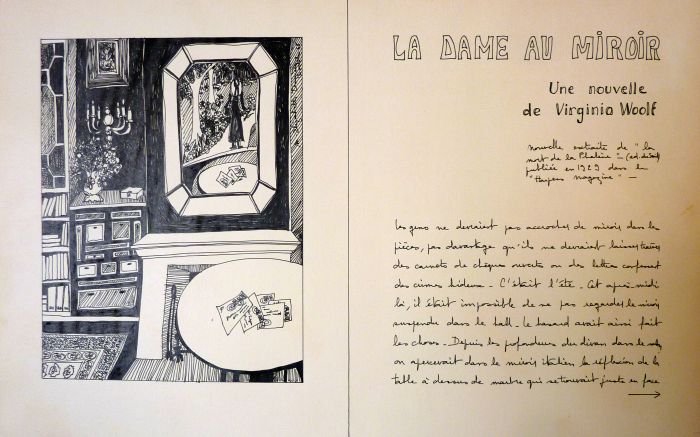 LA DAME AU MIROIR
Une nouvelle
de Virginia Woolf
nouvelle extraite de "la
mort de la Phalène" - (éd. du Seuil)
publiée en 1929 dans le
"Harpers Magazine" -
Les gens ne devraient pas accrocher de miroirs dans les
pièces, pas davantage qu'ils ne devraient laisser traîner
des carnets de chèques ouverts ou des lettres confessant
des crimes hideux - C'était l'été - Cet après-midi
là, il était impossible de ne pas regarder le miroir
suspendu dans le hall - Le hasard avait ainsi fait
les choses - Depuis les profondeurs du divan dans le
on apercevait dans le miroir italien la réflexion de la
table à dessus de marbre qui se trouvait juste en face